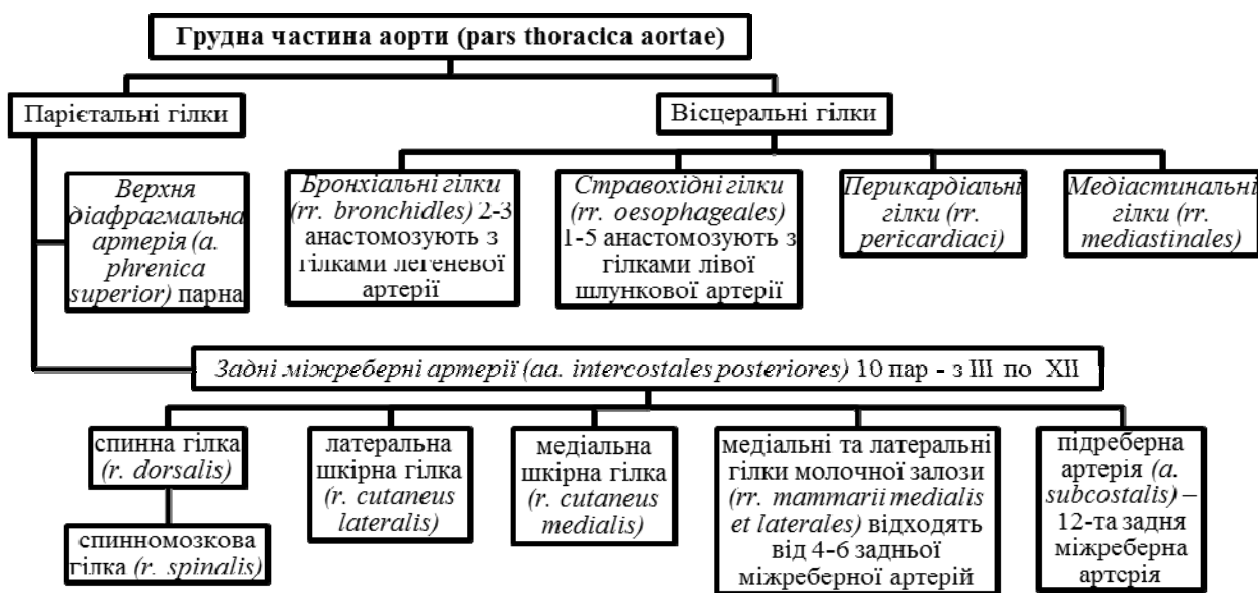 Грудна частина аорти (pars thoracica aortae)
Парієтальні гілки
Вісцеральні гілки
Верхня
діафрагмальна
артерія (a.
phrenica
superior) парна
Бронхіальні гілки
(rr. bronchidles) 2-3
анастомозують з
гілками легеневої
артерії
Стравохідні гілки
(rr. oesophageales)
1-5 анастомозують з
гілками лівої
шлункової артерії
Перикардіальні
гілки (rr.
pericardiaci)
Медіастинальні
гілки (rr.
mediastinales)
Задні міжреберні артерії (aa. intercostales posteriores) 10 пар - з III по XII
спинна гілка
(r. dorsalis)
спинномозкова
гілка (r. spinalis)
латеральна
шкірна гілка
(r. cutaneus
lateralis)
медіальна
шкірна гілка
(r. cutaneus
medialis)
медіальні та латеральні
гілки молочної залози
(rr. mammarii medialis
et laterales) відходять
від 4-6 задньої
міжреберної артерій
підреберна
артерія (a.
subcostalis) –
12-та задня
міжреберна
артерія